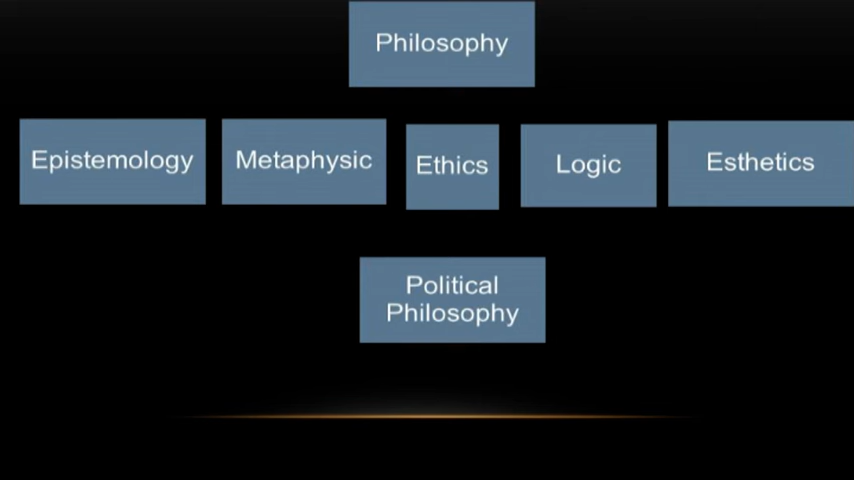 Philosophy
Epistemology
Metaphysic
Ethics
Logic
Esthetics
Political
Philosophy